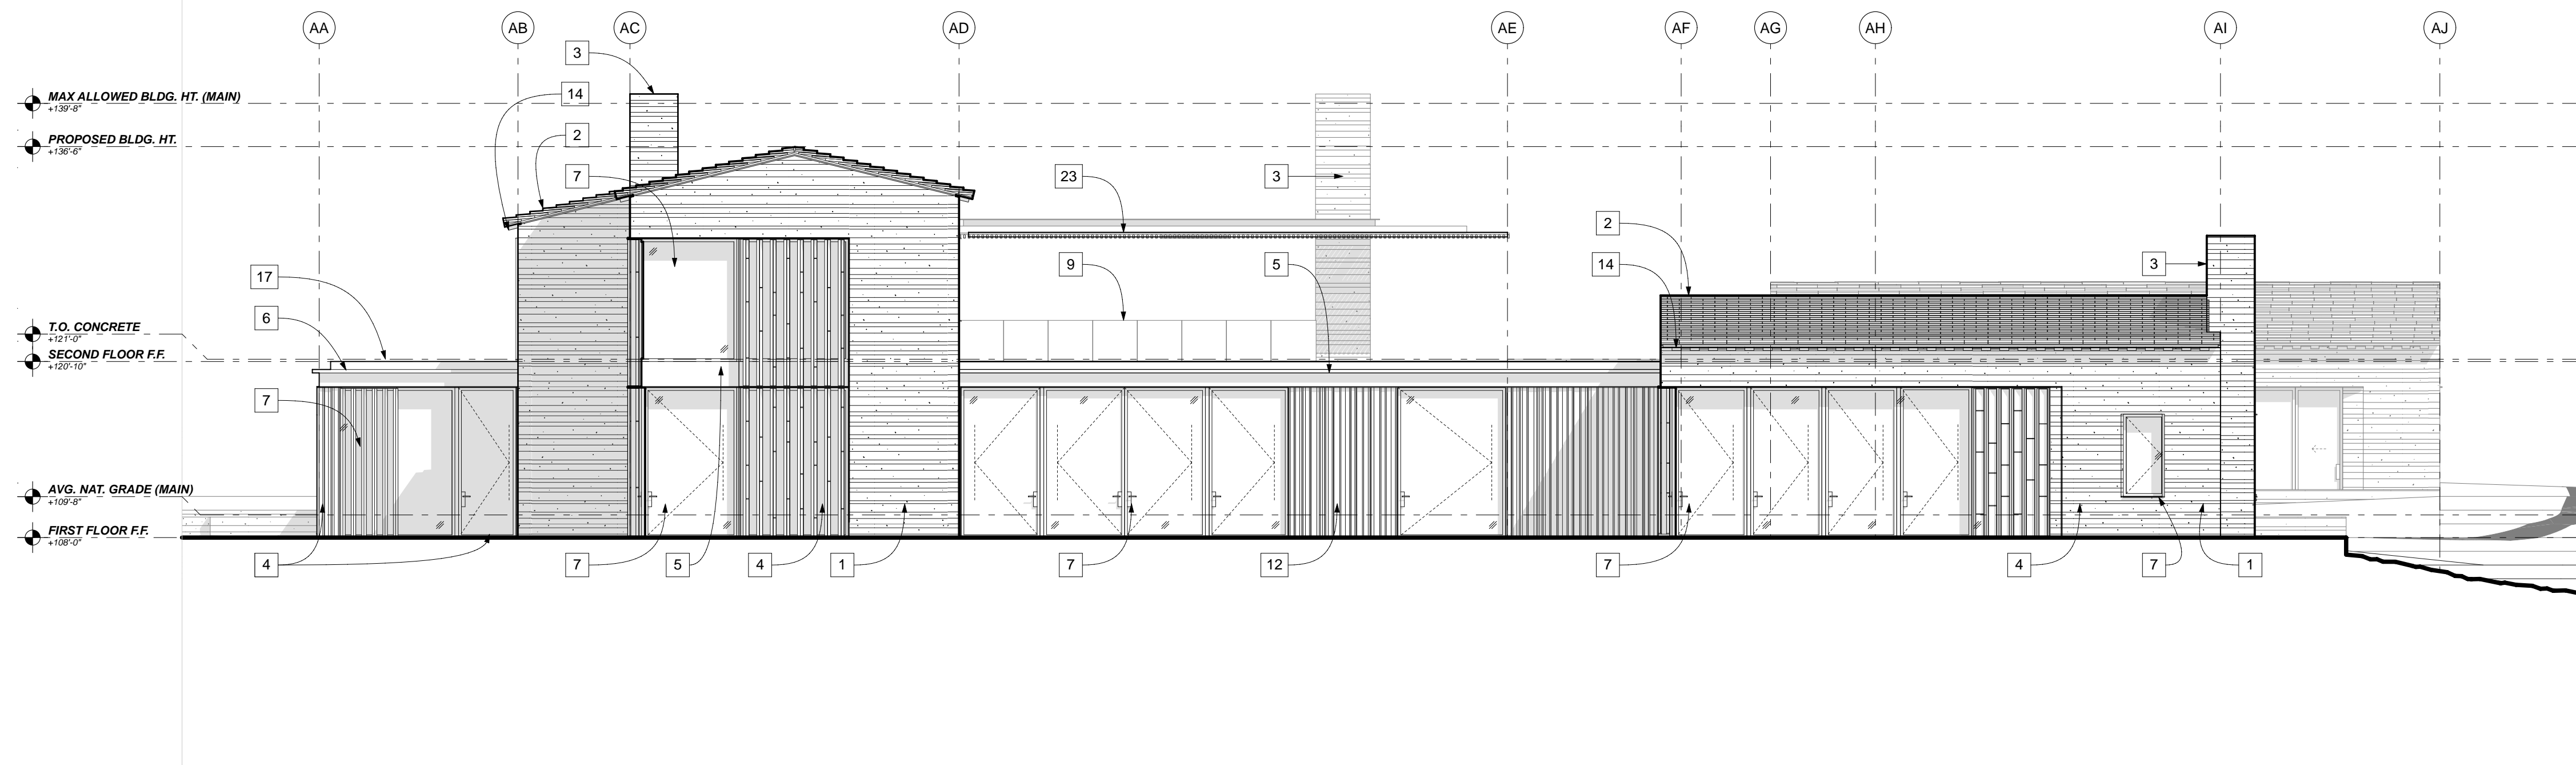 AA AB AC AD AE AF AG AH AI AJ
3
MAX ALLOWED BLDG. HT. (MAIN)
+139'-8"
14
2
PROPOSED BLDG. HT.
+136'-6"
7 23 3
2
17 9 5 14 3
6
T.O. CONCRETE
+121'-0"
SECOND FLOOR F.F.
+120'-10"
7
AVG. NAT. GRADE (MAIN)
+109'-8"
FIRST FLOOR F.F.
+108'-0"
4 7 5 4 1 7 12 7 4 7 1